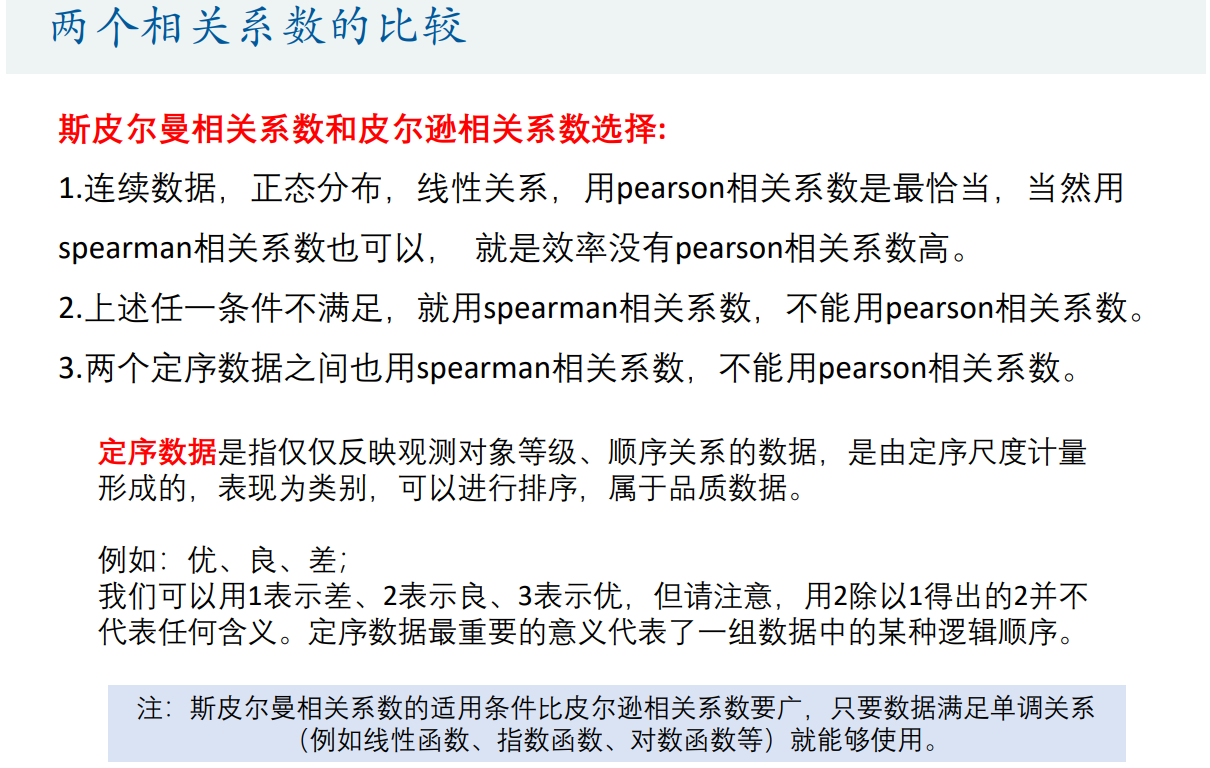 两个相关系数的比较
斯皮尔曼相关系数和皮尔逊相关系数选择:
1.连续数据，正态分布，线性关系，用pearson相关系数是最恰当，当然用
spearman相关系数也可以， 就是效率没有pearson相关系数高。
2.上述任一条件不满足，就用spearman相关系数，不能用pearson相关系数。
3.两个定序数据之间也用spearman相关系数，不能用pearson相关系数。
定序数据是指仅仅反映观测对象等级、顺序关系的数据，是由定序尺度计量
形成的，表现为类别，可以进行排序，属于品质数据。
例如：优、良、差；
我们可以用1表示差、2表示良、3表示优，但请注意，用2除以1得出的2并不
代表任何含义。定序数据最重要的意义代表了一组数据中的某种逻辑顺序。
注：斯皮尔曼相关系数的适用条件比皮尔逊相关系数要广，只要数据满足单调关系
（例如线性函数、指数函数、对数函数等）就能够使用。